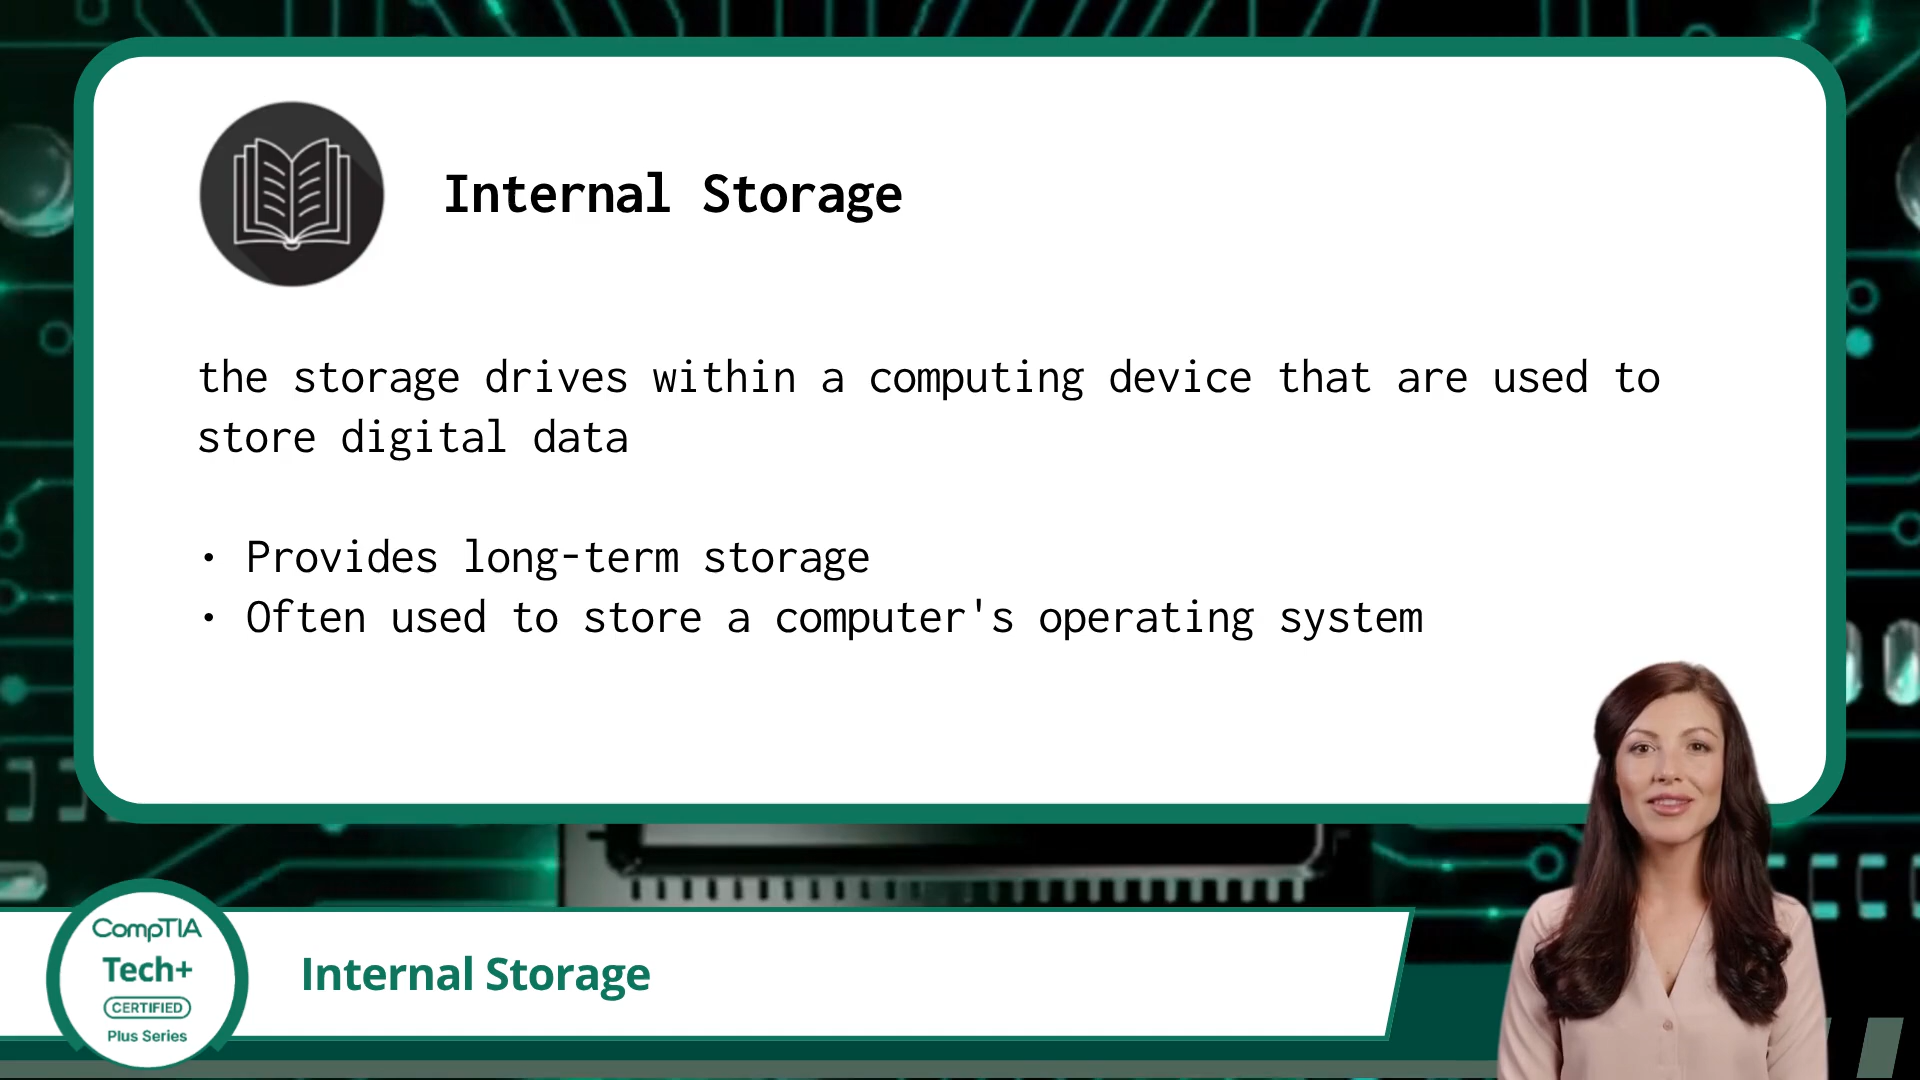 Internal Storage
the storage drives within a computing device that are used to
store digital data
• Provides long-term storage
• Often used to store a computer's operating system
CompTIA
Tech+
CERTIFIED
Plus Series
Internal Storage